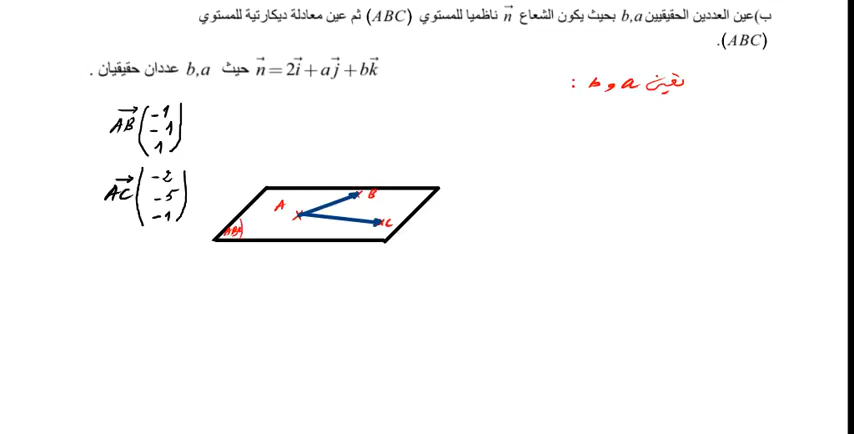 ب)عين العددين الحقيقيين b,a بحيث يكون الشعاع n⃗ ناظميا للمستوي (ABC) ثم عين معادلة ديكارتية للمستوي
(ABC).
n⃗ = 2i⃗ + aj⃗ + bk⃗ حيث b,a عددان حقيقيان .
تعيين a و b :
AB⃗ (-1
-1
1)
AC⃗ (-2
-5
-1)
A
B
C
(ABC)